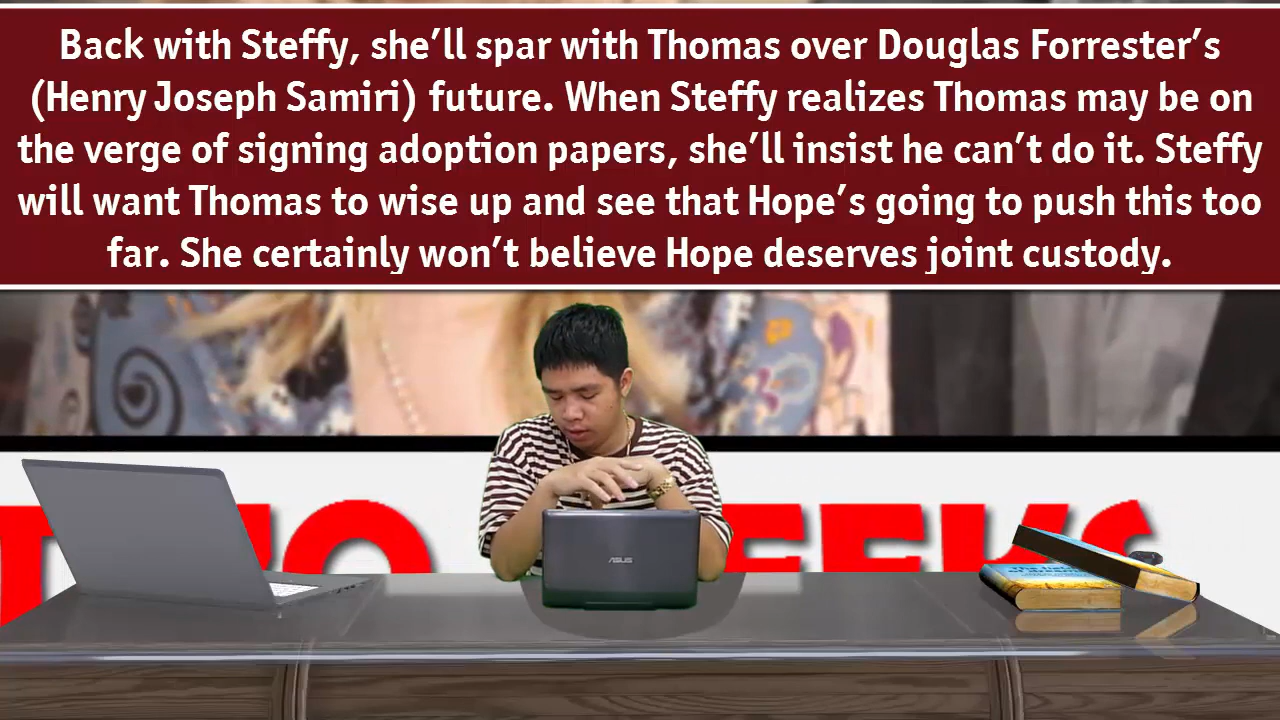 Back with Steffy, she’ll spar with Thomas over Douglas Forrester’s
(Henry Joseph Samiri) future. When Steffy realizes Thomas may be on
the verge of signing adoption papers, she’ll insist he can’t do it. Steffy
will want Thomas to wise up and see that Hope’s going to push this too
far. She certainly won’t believe Hope deserves joint custody.
TWO WEEKS
ASUS